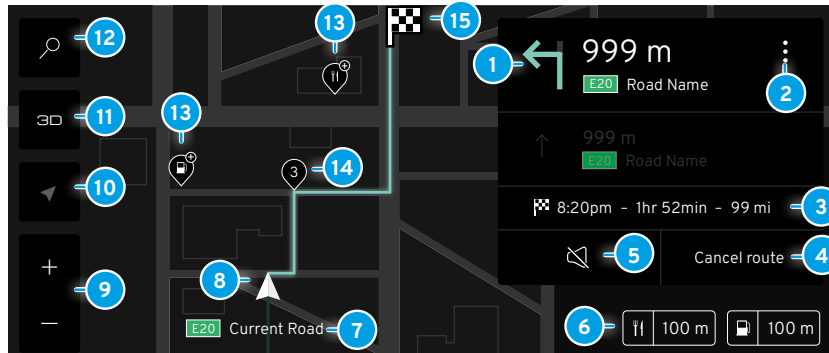 12
13
15
1
999 m
E20 Road Name
2
3D
11
13
999 m
E20 Road Name
14
3
10
8:20pm - 1hr 52min - 99 mi
3
+
9
–
8
5
Cancel route
4
E20 Current Road
7
6
100 m
100 m